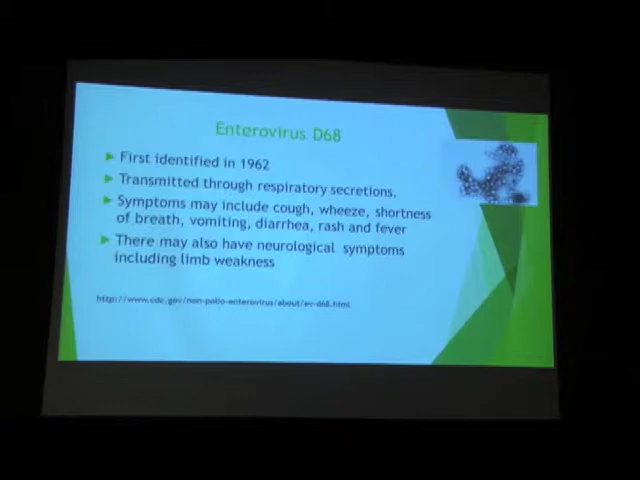 Enterovirus D68
First identified in 1962
Transmitted through respiratory secretions.
Symptoms may include cough, wheeze, shortness
of breath, vomiting, diarrhea, rash and fever
There may also have neurological symptoms
including limb weakness
http://www.cdc.gov/non-polio-enterovirus/about/ev-d68.html